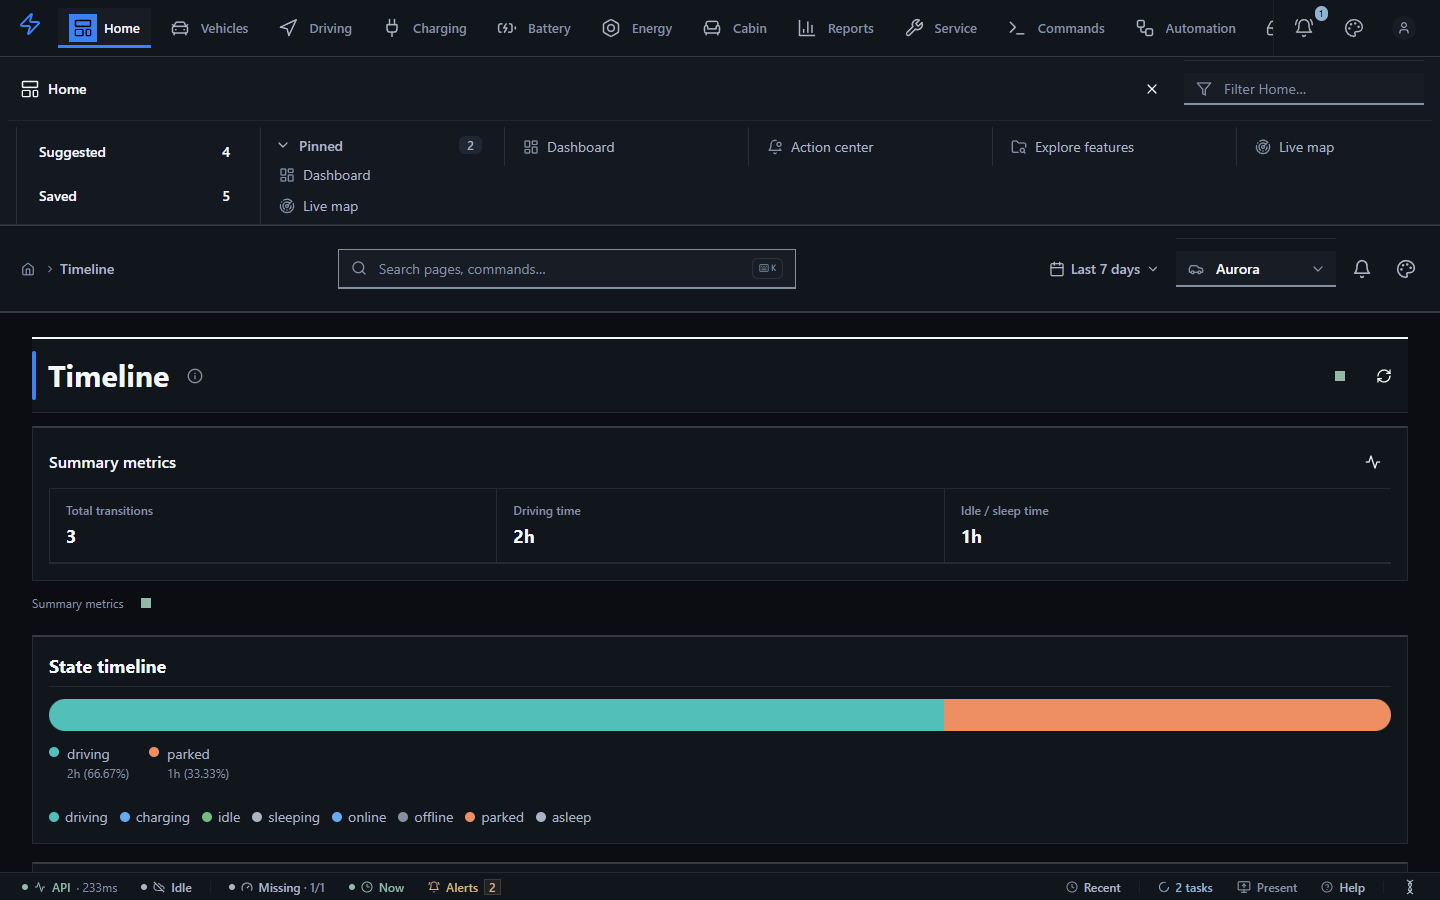 Home
Vehicles
Driving
Charging
Battery
Energy
Cabin
Reports
Service
Commands
Automation
1
Home
Filter Home...
Suggested 4
Saved 5
Pinned 2
Dashboard
Live map
Dashboard
Action center
Explore features
Live map
Timeline
Search pages, commands...
K
Last 7 days
Aurora
Timeline
Summary metrics
Total transitions
3
Driving time
2h
Idle / sleep time
1h
Summary metrics
State timeline
driving
2h (66.67%)
parked
1h (33.33%)
driving charging idle sleeping online offline parked asleep
API · 233ms
Idle
Missing · 1/1
Now
Alerts 2
Recent
2 tasks
Present
Help